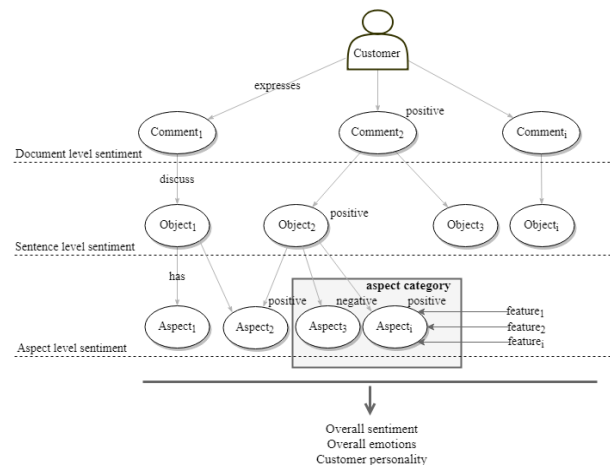 Customer
expresses
positive
Comment1
Comment2
Commenti
Document level sentiment
discuss
Object1
Object2
positive
Object3
Objecti
Sentence level sentiment
has
aspect category
positive
negative
positive
Aspect1
Aspect2
Aspect3
Aspecti
feature1
feature2
featurei
Aspect level sentiment
Overall sentiment
Overall emotions
Customer personality